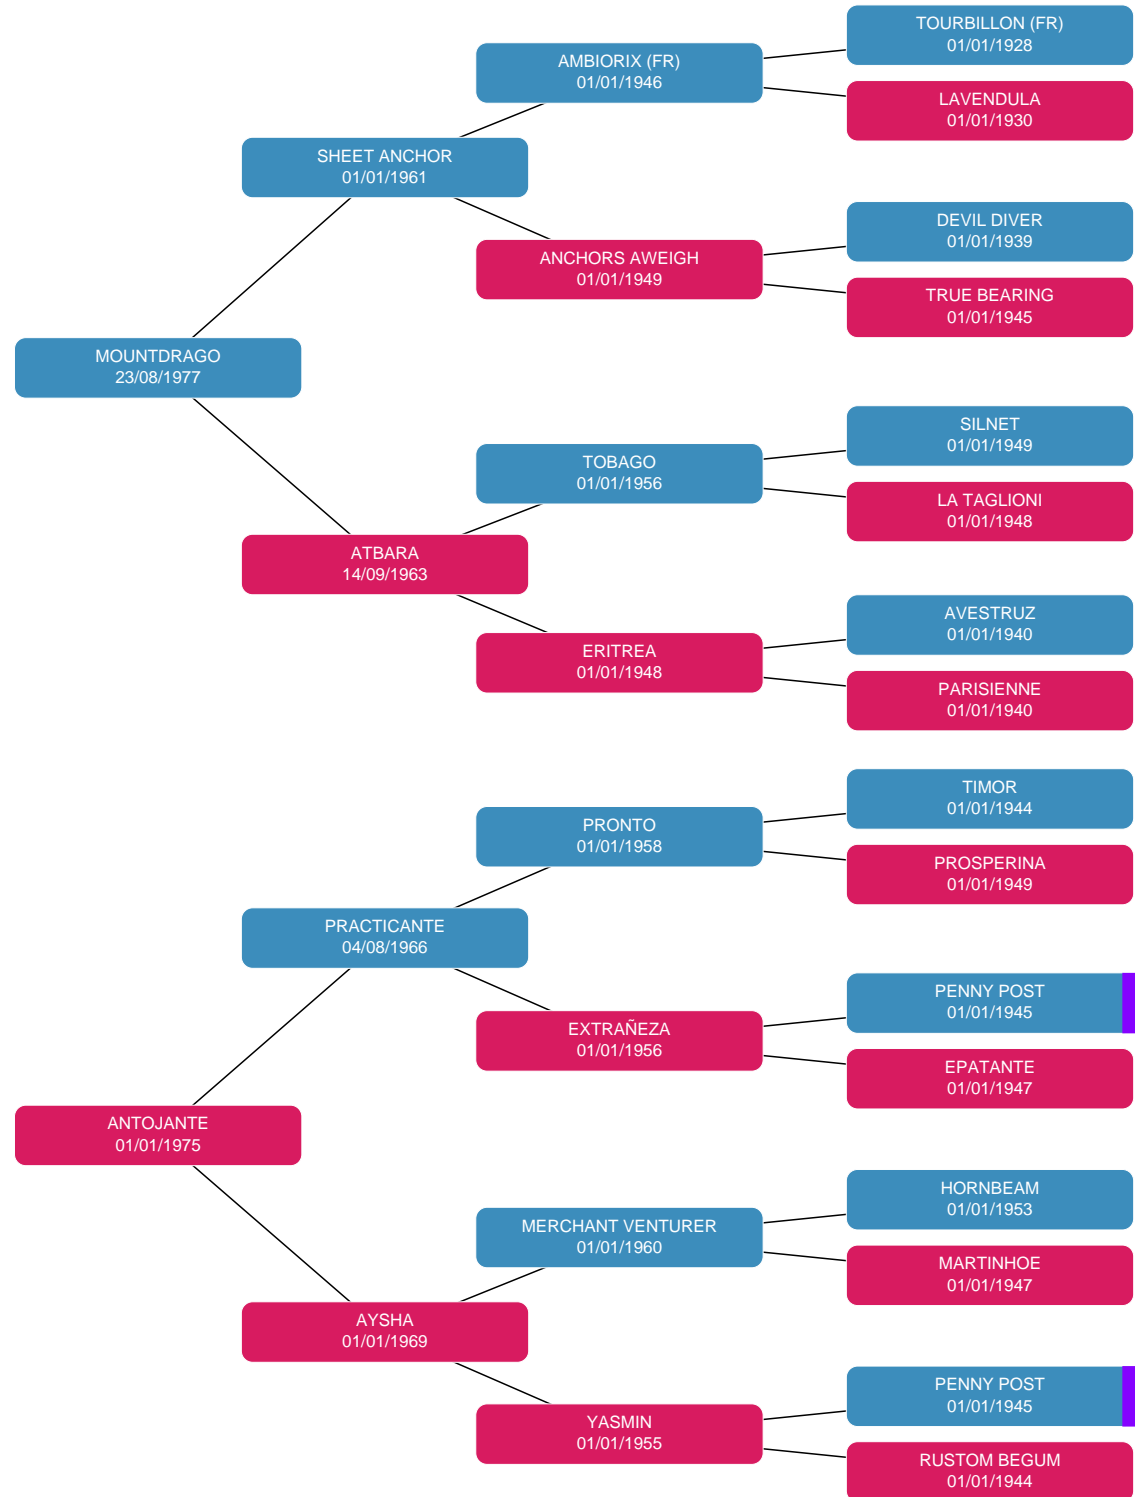 TOURBILLON (FR)
01/01/1928
AMBIORIX (FR)
01/01/1946
LAVENDULA
01/01/1930
SHEET ANCHOR
01/01/1961
DEVIL DIVER
01/01/1939
ANCHORS AWEIGH
01/01/1949
TRUE BEARING
01/01/1945
MOUNTDRAGO
23/08/1977
SILNET
01/01/1949
TOBAGO
01/01/1956
LA TAGLIONI
01/01/1948
ATBARA
14/09/1963
AVESTRUZ
01/01/1940
ERITREA
01/01/1948
PARISIENNE
01/01/1940
TIMOR
01/01/1944
PRONTO
01/01/1958
PROSPERINA
01/01/1949
PRACTICANTE
04/08/1966
PENNY POST
01/01/1945
EXTRAÑEZA
01/01/1956
EPATANTE
01/01/1947
ANTOJANTE
01/01/1975
HORNBEAM
01/01/1953
MERCHANT VENTURER
01/01/1960
MARTINHOE
01/01/1947
AYSHA
01/01/1969
PENNY POST
01/01/1945
YASMIN
01/01/1955
RUSTOM BEGUM
01/01/1944